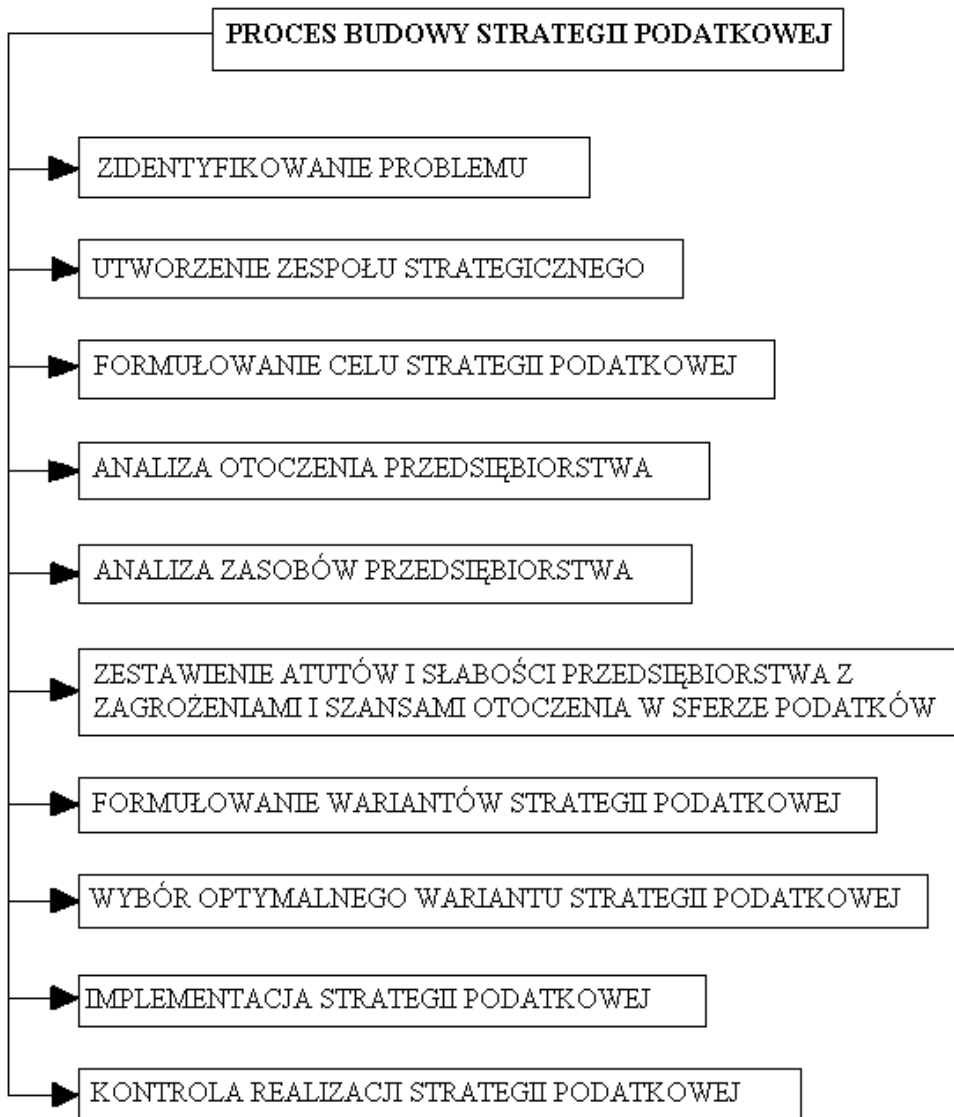 PROCES BUDOWY STRATEGII PODATKOWEJ
ZIDENTYFIKOWANIE PROBLEMU
UTWORZENIE ZESPOŁU STRATEGICZNEGO
FORMUŁOWANIE CELU STRATEGII PODATKOWEJ
ANALIZA OTOCZENIA PRZEDSIĘBIORSTWA
ANALIZA ZASOBÓW PRZEDSIĘBIORSTWA
ZESTAWIENIE ATUTÓW I SŁABOŚCI PRZEDSIĘBIORSTWA Z
ZAGROŻENIAMI I SZANSAMI OTOCZENIA W SFERZE PODATKÓW
FORMUŁOWANIE WARIANTÓW STRATEGII PODATKOWEJ
WYBÓR OPTYMALNEGO WARIANTU STRATEGII PODATKOWEJ
IMPLEMENTACJA STRATEGII PODATKOWEJ
KONTROLA REALIZACJI STRATEGII PODATKOWEJ